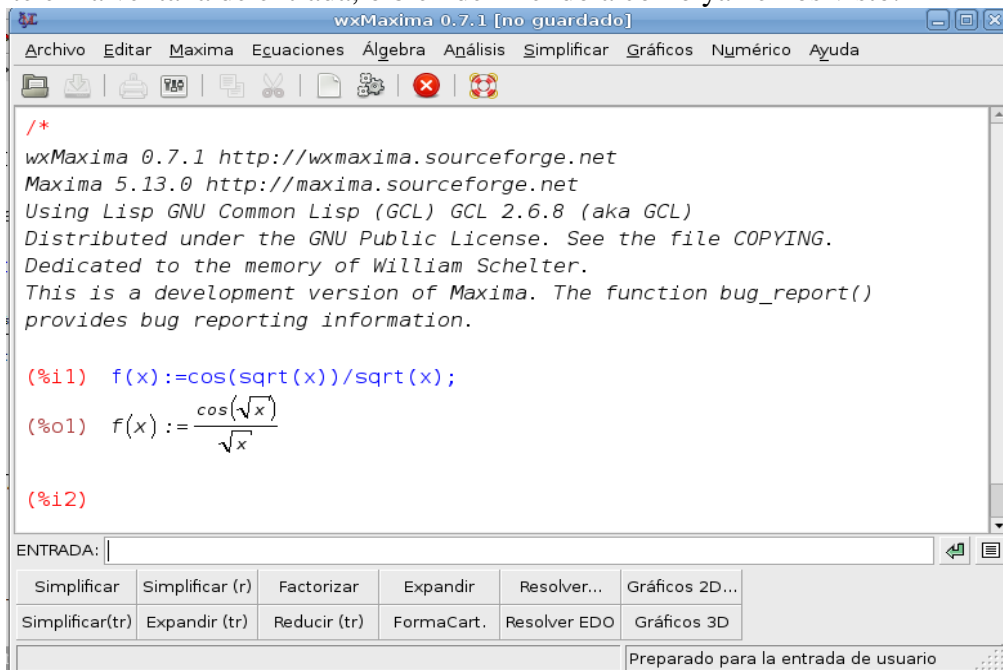 wxMaxima 0.7.1 [no guardado]
Archivo Editar Maxima Ecuaciones Álgebra Análisis Simplificar Gráficos Numérico Ayuda
/*
wxMaxima 0.7.1 http://wxmaxima.sourceforge.net
Maxima 5.13.0 http://maxima.sourceforge.net
Using Lisp GNU Common Lisp (GCL) GCL 2.6.8 (aka GCL)
Distributed under the GNU Public License. See the file COPYING.
Dedicated to the memory of William Schelter.
This is a development version of Maxima. The function bug_report()
provides bug reporting information.
(%i1) f(x):=cos(sqrt(x))/sqrt(x);
(%o1) f(x):=cos(√x)/√x
(%i2)
ENTRADA:
Simplificar Simplificar (r) Factorizar Expandir Resolver... Gráficos 2D...
Simplificar(tr) Expandir (tr) Reducir (tr) FormaCart. Resolver EDO Gráficos 3D
Preparado para la entrada de usuario